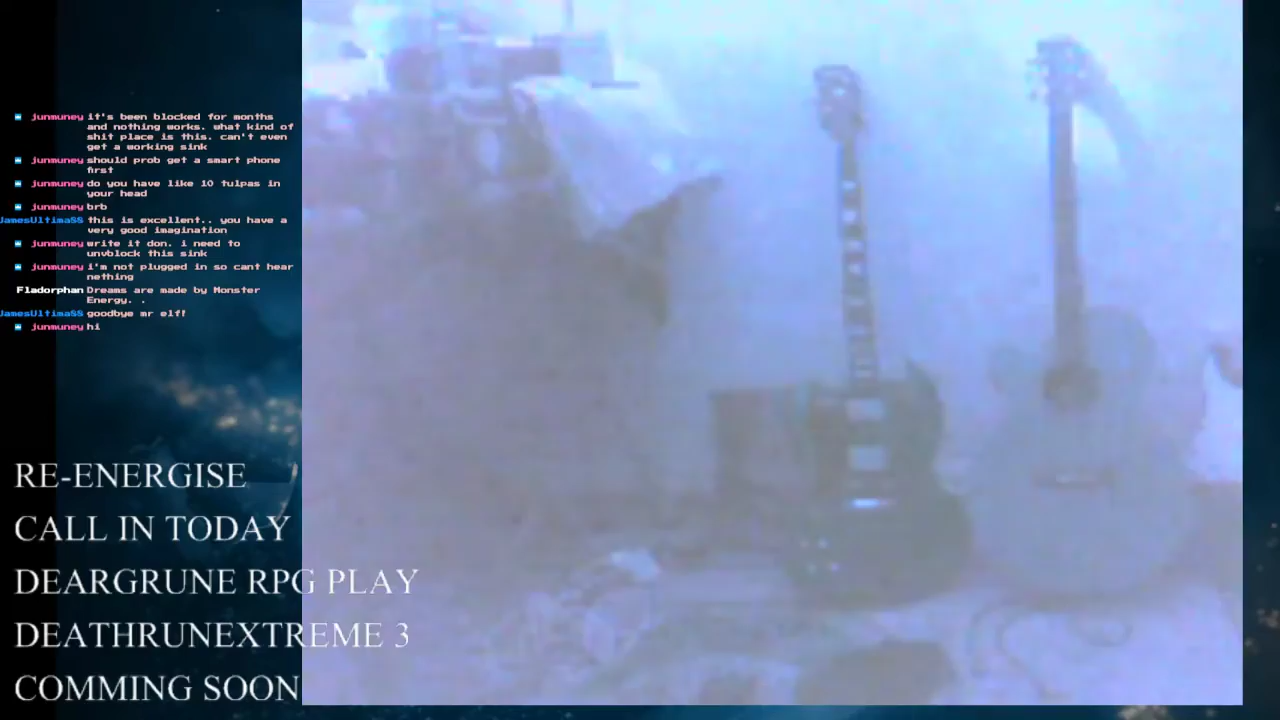 junmuney it's been blocked for months
and nothing works. what kind of
shit place is this. can't even
get a working sink
junmuney should prob get a smart phone
first
junmuney do you have like 10 tulpas in
your head
junmuney brb
JamesUltima88 this is excellent.. you have a
very good imagination
junmuney write it don. i need to
unvblock this sink
junmuney i'm not plugged in so cant hear
nething
Fladorphan Dreams are made by Monster
Energy. .
JamesUltima88 goodbye mr elf!
junmuney hi
RE-ENERGISE
CALL IN TODAY
DEARGRUNE RPG PLAY
DEATHRUNEXTREME 3
COMMING SOON